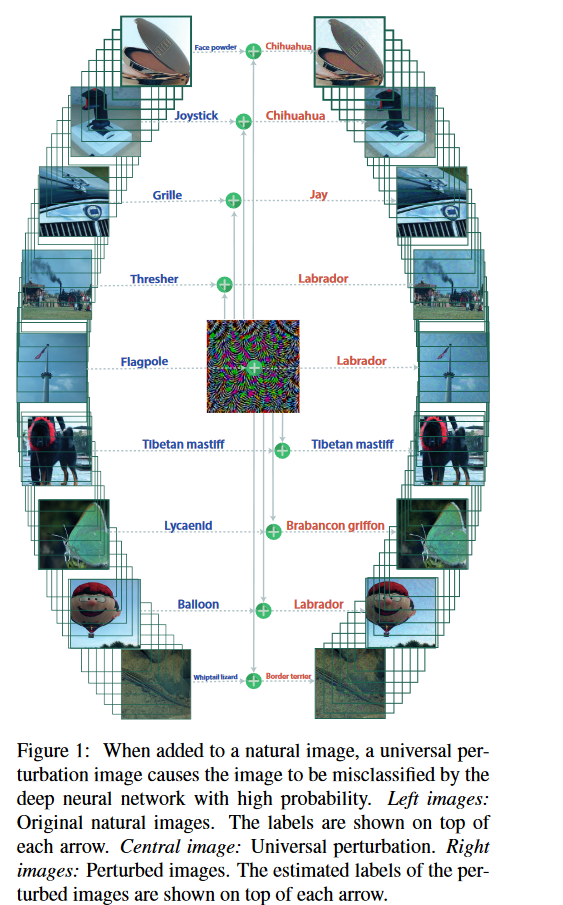 Face powder Chihuahua
Joystick Chihuahua
Grille Jay
Thresher Labrador
Flagpole Labrador
Tibetan mastiff Tibetan mastiff
Lycaenid Brabancon griffon
Balloon Labrador
Whiptail lizard Border terrier
Figure 1: When added to a natural image, a universal per-
turbation image causes the image to be misclassified by the
deep neural network with high probability. Left images:
Original natural images. The labels are shown on top of
each arrow. Central image: Universal perturbation. Right
images: Perturbed images. The estimated labels of the per-
turbed images are shown on top of each arrow.